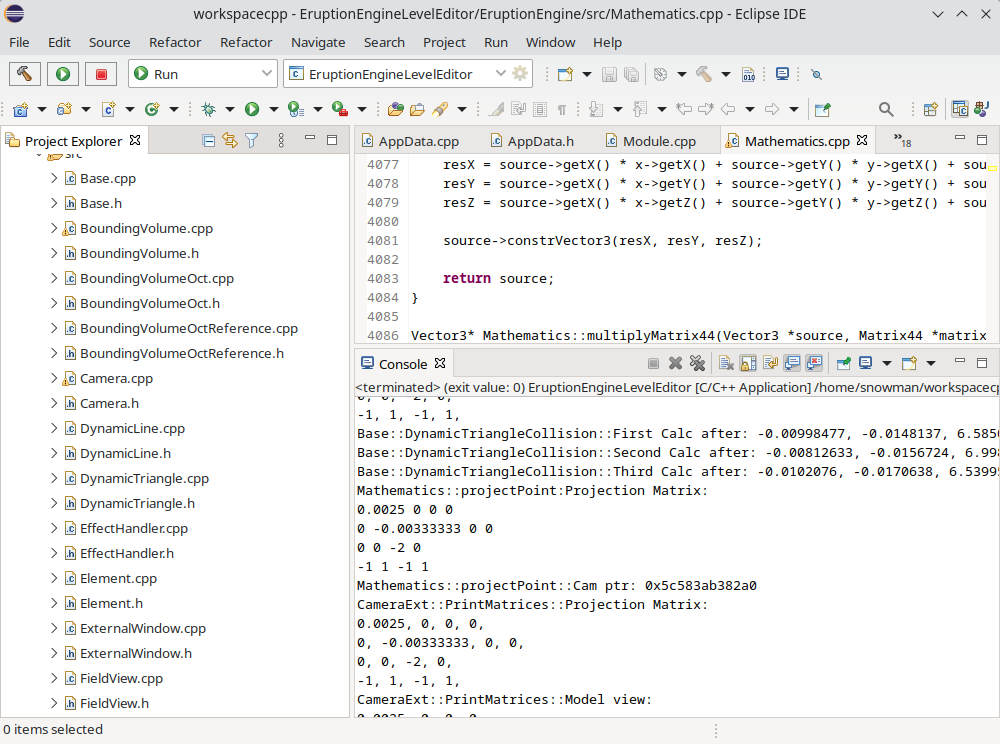 workspacecpp - EruptionEngineLevelEditor/EruptionEngine/src/Mathematics.cpp - Eclipse IDE
File Edit Source Refactor Refactor Navigate Search Project Run Window Help
Run EruptionEngineLevelEditor
Project Explorer
src
Base.cpp
Base.h
BoundingVolume.cpp
BoundingVolume.h
BoundingVolumeOct.cpp
BoundingVolumeOct.h
BoundingVolumeOctReference.cpp
BoundingVolumeOctReference.h
Camera.cpp
Camera.h
DynamicLine.cpp
DynamicLine.h
DynamicTriangle.cpp
DynamicTriangle.h
EffectHandler.cpp
EffectHandler.h
Element.cpp
Element.h
ExternalWindow.cpp
ExternalWindow.h
FieldView.cpp
FieldView.h
AppData.cpp AppData.h Module.cpp Mathematics.cpp »18
4077 resX = source->getX() * x->getX() + source->getY() * y->getX() + sou
4078 resY = source->getX() * x->getY() + source->getY() * y->getY() + sou
4079 resZ = source->getX() * x->getZ() + source->getY() * y->getZ() + sou
4080
4081 source->constrVector3(resX, resY, resZ);
4082
4083 return source;
4084 }
4085
4086 Vector3* Mathematics::multiplyMatrix44(Vector3 *source, Matrix44 *matrix
Console
<terminated> (exit value: 0) EruptionEngineLevelEditor [C/C++ Application] /home/snowman/workspacecp
0, 0, -2, 0,
-1, 1, -1, 1,
Base::DynamicTriangleCollision::First Calc after: -0.00998477, -0.0148137, 6.585
Base::DynamicTriangleCollision::Second Calc after: -0.00812633, -0.0156724, 6.99
Base::DynamicTriangleCollision::Third Calc after: -0.0102076, -0.0170638, 6.5399
Mathematics::projectPoint:Projection Matrix:
0.0025 0 0 0
0 -0.00333333 0 0
0 0 -2 0
-1 1 -1 1
Mathematics::projectPoint::Cam ptr: 0x5c583ab382a0
CameraExt::PrintMatrices::Projection Matrix:
0.0025, 0, 0, 0,
0, -0.00333333, 0, 0,
0, 0, -2, 0,
-1, 1, -1, 1,
CameraExt::PrintMatrices::Model view:
0.0025, 0, 0, 0,
0 items selected